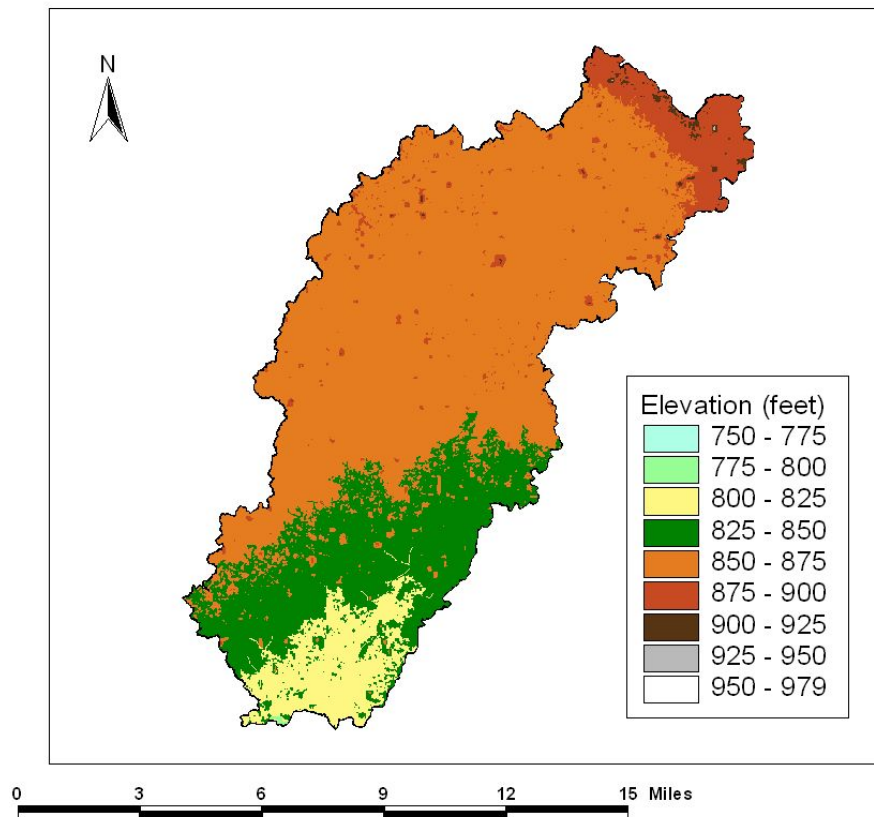 N
Elevation (feet)
750 - 775
775 - 800
800 - 825
825 - 850
850 - 875
875 - 900
900 - 925
925 - 950
950 - 979
0 3 6 9 12 15 Miles